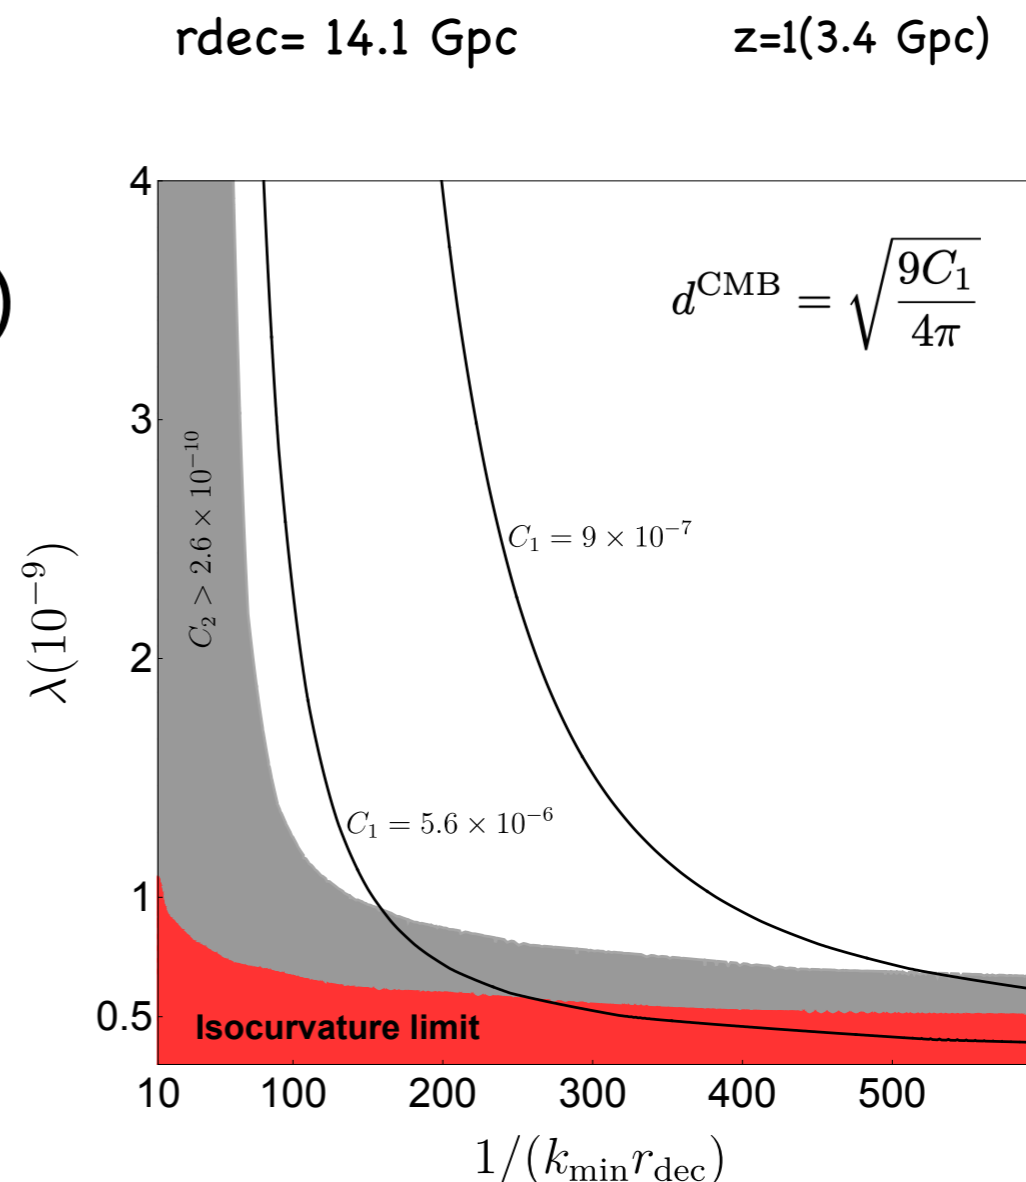 rdec= 14.1 Gpc z=1(3.4 Gpc)
)
d^CMB = √(9C₁/4π)
4
3
2
1
0.5
λ(10⁻⁹)
C₂ > 2.6 × 10⁻¹⁰
C₁ = 9 × 10⁻⁷
C₁ = 5.6 × 10⁻⁶
Isocurvature limit
10 100 200 300 400 500
1/(k_min r_dec)